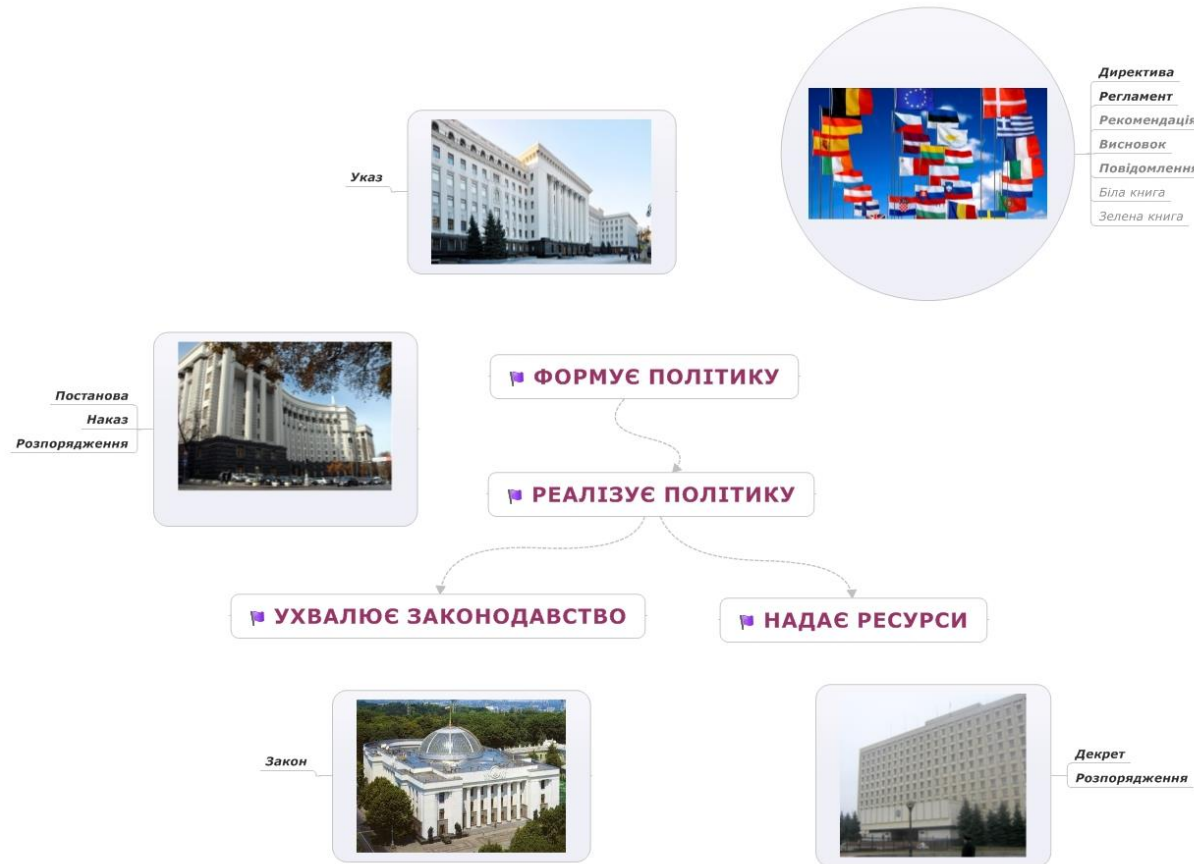 Директива
Регламент
Рекомендація
Висновок
Повідомлення
Біла книга
Зелена книга
Указ
ФОРМУЄ ПОЛІТИКУ
Постанова
Наказ
Розпорядження
РЕАЛІЗУЄ ПОЛІТИКУ
УХВАЛЮЄ ЗАКОНОДАВСТВО
НАДАЄ РЕСУРСИ
Закон
Декрет
Розпорядження